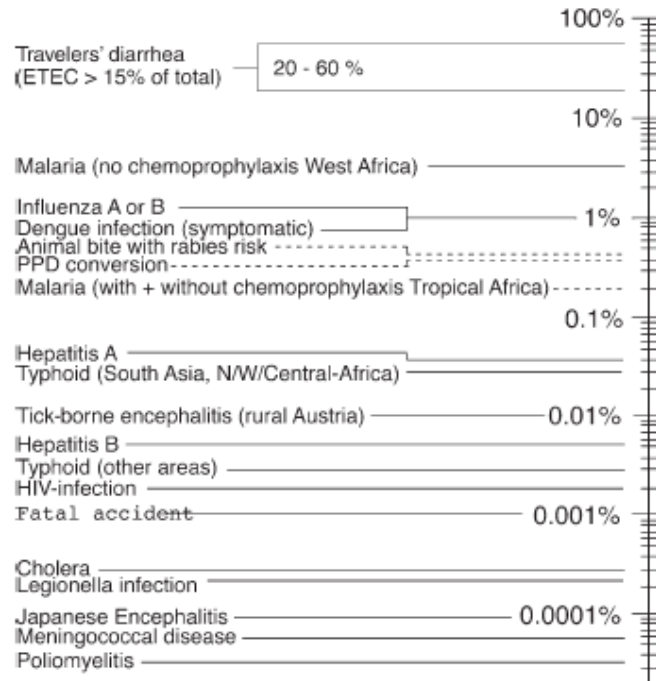 100%
Travelers' diarrhea
(ETEC > 15% of total)
20 - 60 %
10%
Malaria (no chemoprophylaxis West Africa)
Influenza A or B
1%
Dengue infection (symptomatic)
Animal bite with rabies risk
PPD conversion
Malaria (with + without chemoprophylaxis Tropical Africa)
0.1%
Hepatitis A
Typhoid (South Asia, N/W/Central-Africa)
Tick-borne encephalitis (rural Austria)
0.01%
Hepatitis B
Typhoid (other areas)
HIV-infection
Fatal accident
0.001%
Cholera
Legionella infection
Japanese Encephalitis
0.0001%
Meningococcal disease
Poliomyelitis